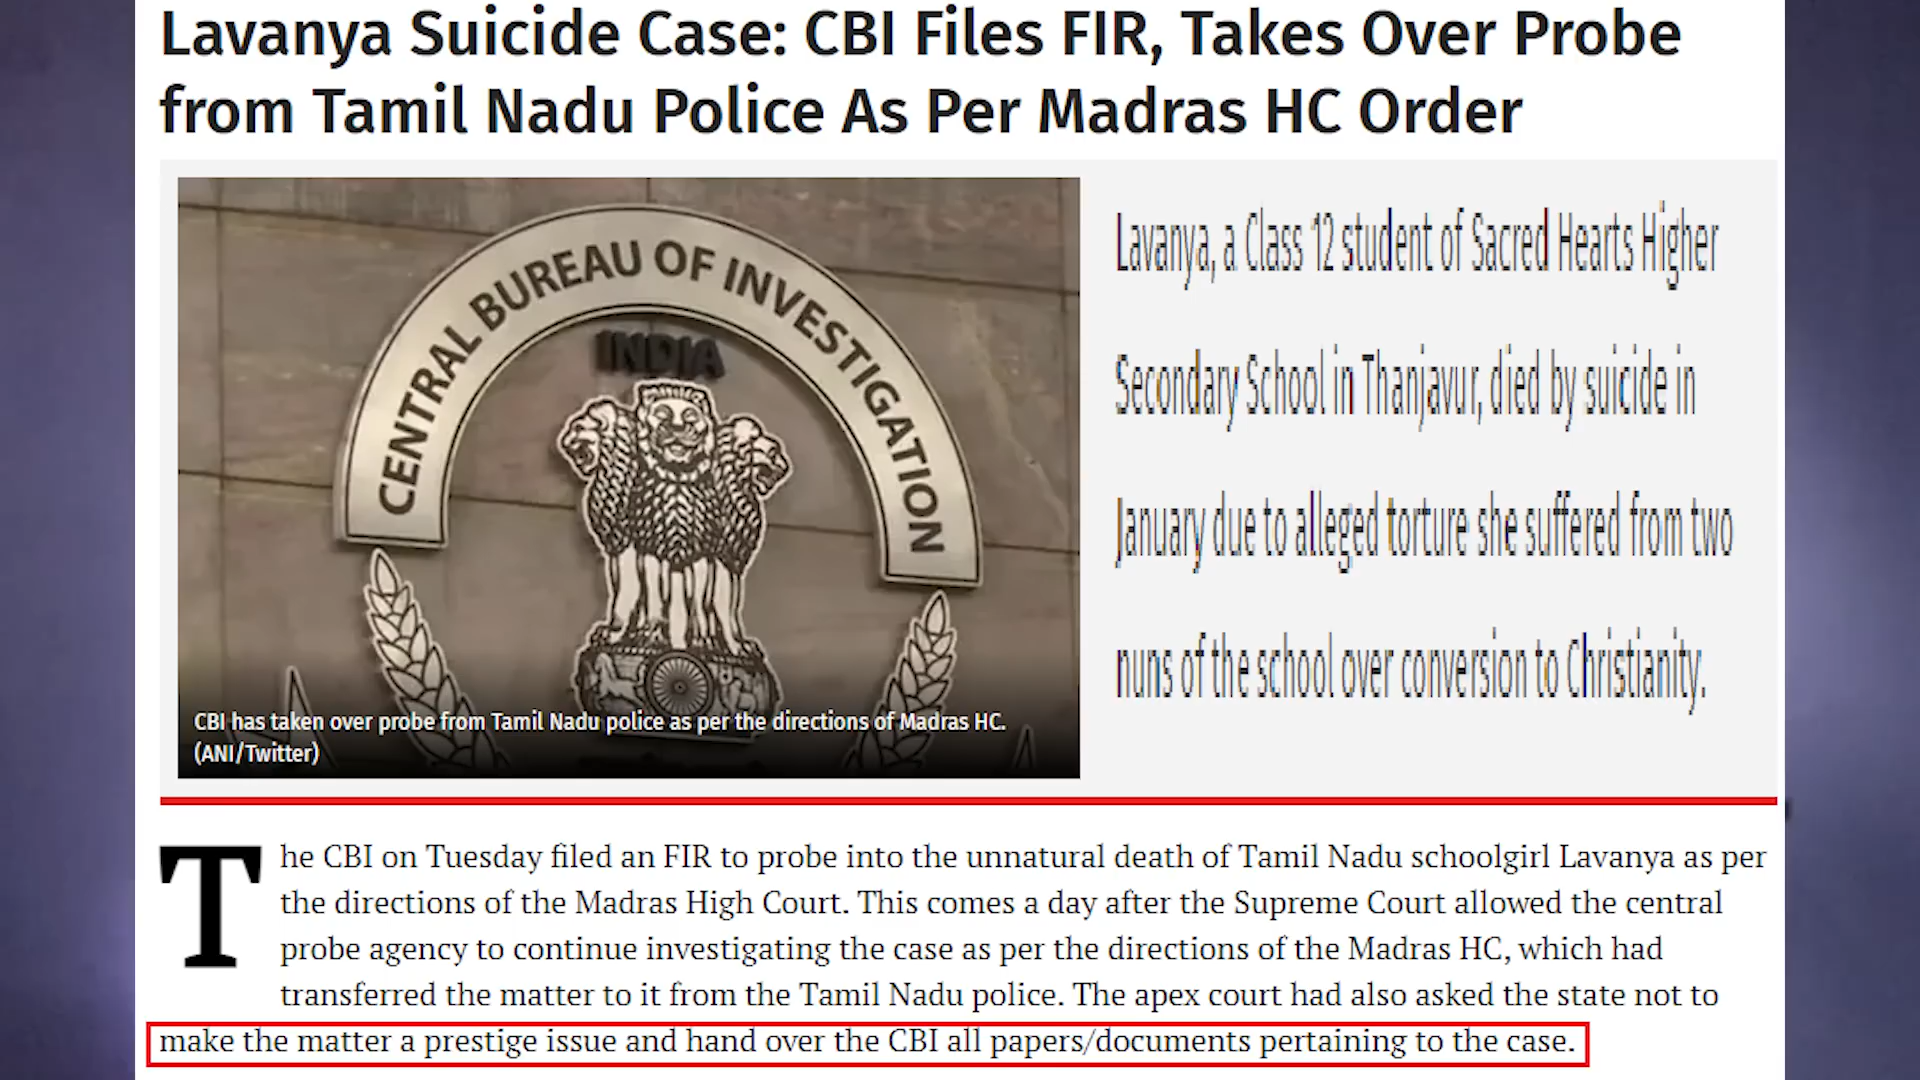 Lavanya Suicide Case: CBI Files FIR, Takes Over Probe
from Tamil Nadu Police As Per Madras HC Order
CENTRAL BUREAU OF INVESTIGATION
INDIA
CBI has taken over probe from Tamil Nadu police as per the directions of Madras HC.
(ANI/Twitter)
Lavanya, a Class 12 student of Sacred Hearts Higher
Secondary School in Thanjavur, died by suicide in
January due to alleged torture she suffered from two
nuns of the school over conversion to Christianity.
The CBI on Tuesday filed an FIR to probe into the unnatural death of Tamil Nadu schoolgirl Lavanya as per
the directions of the Madras High Court. This comes a day after the Supreme Court allowed the central
probe agency to continue investigating the case as per the directions of the Madras HC, which had
transferred the matter to it from the Tamil Nadu police. The apex court had also asked the state not to
make the matter a prestige issue and hand over the CBI all papers/documents pertaining to the case.